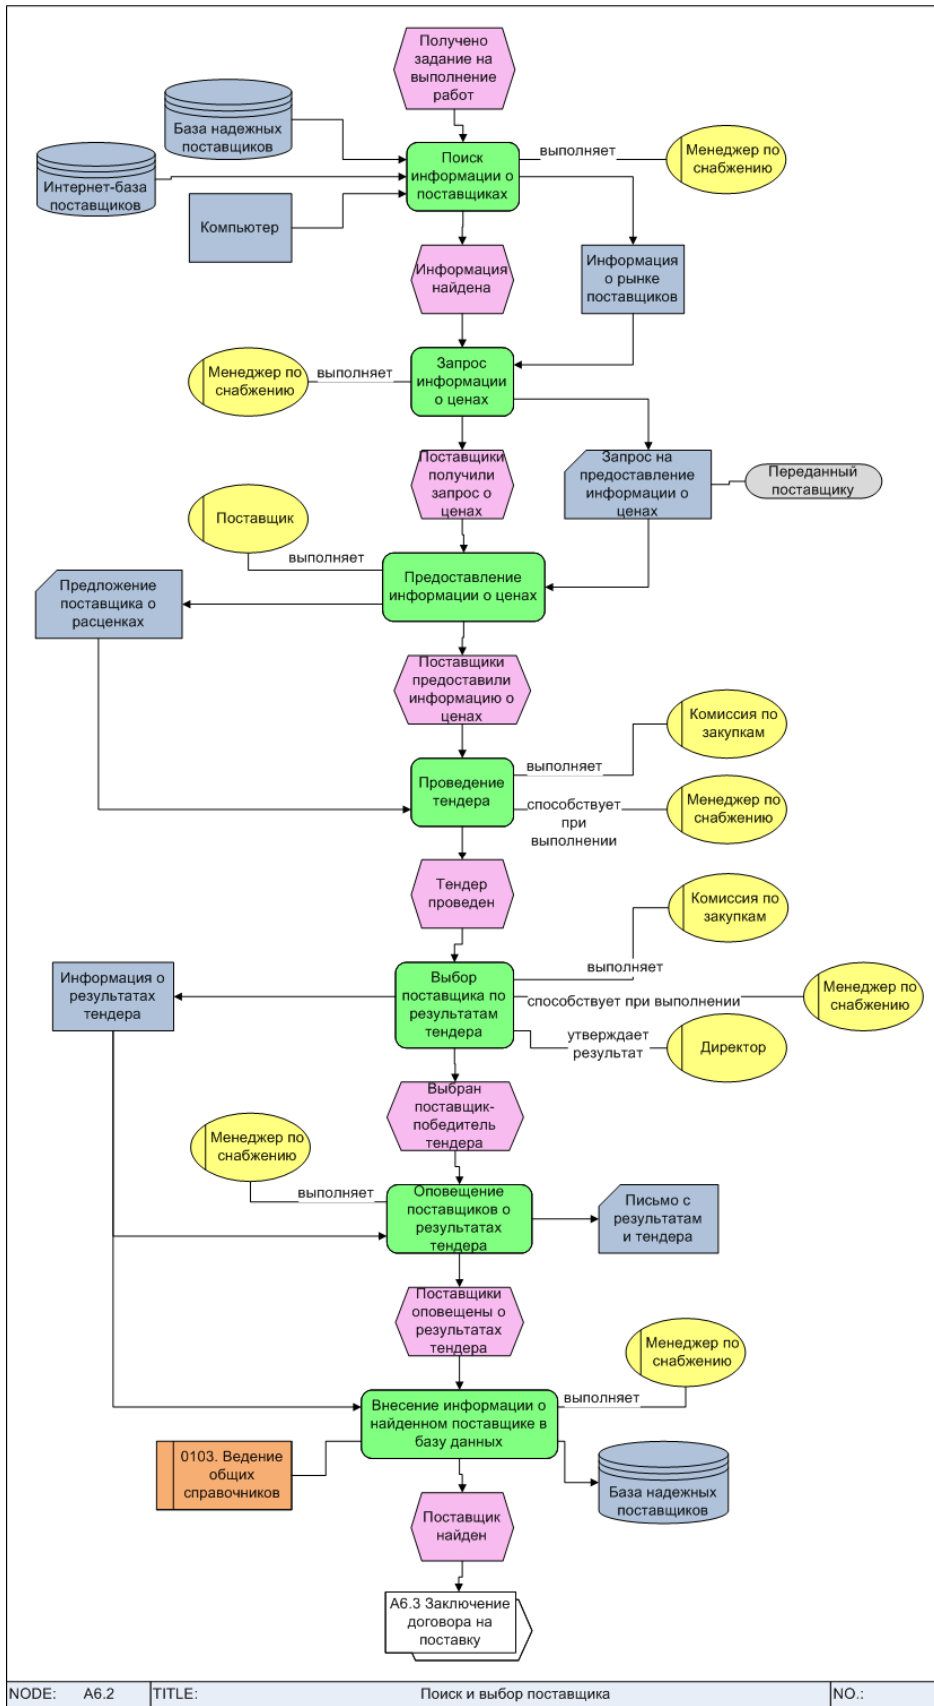 Получено
задание на
выполнение
работ
База надежных
поставщиков
Интернет-база
поставщиков
Компьютер
Поиск
информации о
поставщиках
выполняет
Менеджер по
снабжению
Информация
найдена
Информация
о рынке
поставщиков
Менеджер по
снабжению
выполняет
Запрос
информации
о ценах
Поставщики
получили
запрос о
ценах
Запрос на
предоставление
информации о
ценах
Переданный
поставщику
Поставщик
выполняет
Предоставление
информации о ценах
Предложение
поставщика о
расценках
Поставщики
предоставили
информацию о
ценах
Комиссия по
закупкам
выполняет
Проведение
тендера
способствует
при
выполнении
Менеджер по
снабжению
Тендер
проведен
Комиссия по
закупкам
выполняет
Информация о
результатах
тендера
Выбор
поставщика по
результатам
тендера
способствует при выполнении
Менеджер по
снабжению
утверждает
результат
Директор
Выбран
поставщик-
победитель
тендера
Менеджер по
снабжению
выполняет
Оповещение
поставщиков о
результатах
тендера
Письмо с
результатам
и тендера
Поставщики
оповещены о
результатах
тендера
Менеджер по
снабжению
выполняет
Внесение информации о
найденном поставщике в
базу данных
0103. Ведение
общих
справочников
База надежных
поставщиков
Поставщик
найден
А6.3 Заключение
договора на
поставку
NODE: A6.2 TITLE: Поиск и выбор поставщика NO.: